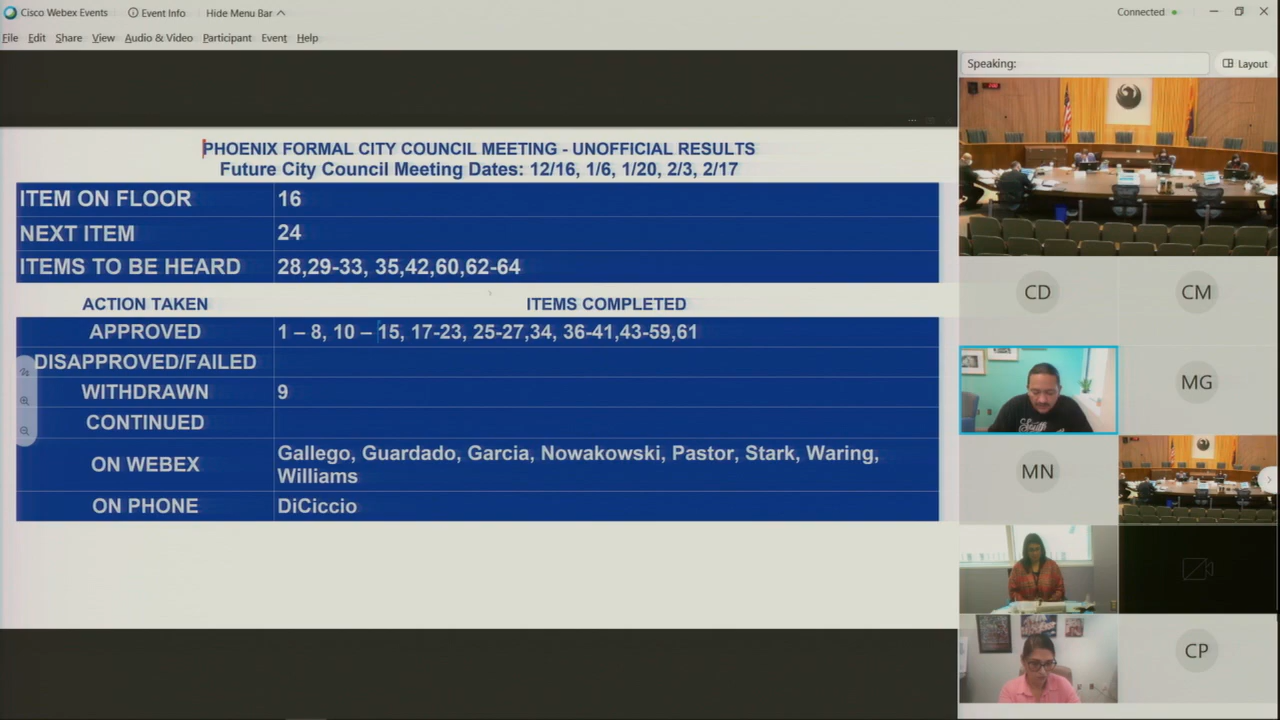 Cisco Webex Events
Event Info
Hide Menu Bar
Connected
File Edit Share View Audio & Video Participant Event Help
Speaking:
Layout
PHOENIX FORMAL CITY COUNCIL MEETING - UNOFFICIAL RESULTS
Future City Council Meeting Dates: 12/16, 1/6, 1/20, 2/3, 2/17
ITEM ON FLOOR 16
NEXT ITEM 24
ITEMS TO BE HEARD 28,29-33, 35,42,60,62-64
ACTION TAKEN ITEMS COMPLETED
APPROVED 1 – 8, 10 – 15, 17-23, 25-27,34, 36-41,43-59,61
DISAPPROVED/FAILED
WITHDRAWN 9
CONTINUED
ON WEBEX Gallego, Guardado, Garcia, Nowakowski, Pastor, Stark, Waring,
Williams
ON PHONE DiCiccio
CD
CM
MG
MN
CP